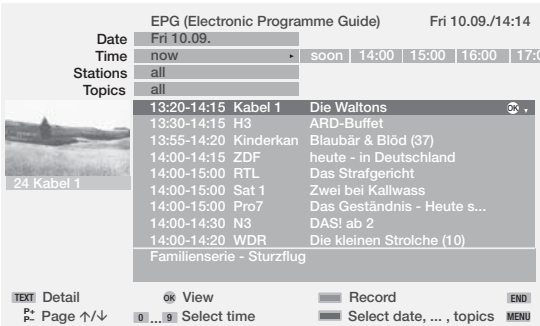 EPG (Electronic Programme Guide) Fri 10.09./14:14
Date Fri 10.09.
Time now soon 14:00 15:00 16:00 17:0
Stations all
Topics all
13:20-14:15 Kabel 1 Die Waltons OK
13:30-14:15 H3 ARD-Buffet
13:55-14:20 Kinderkan Blaubär & Blöd (37)
14:00-14:15 ZDF heute - in Deutschland
14:00-15:00 RTL Das Strafgericht
14:00-15:00 Sat 1 Zwei bei Kallwass
14:00-15:00 Pro7 Das Geständnis - Heute s...
14:00-14:30 N3 DAS! ab 2
14:00-14:20 WDR Die kleinen Strolche (10)
24 Kabel 1
Familienserie - Sturzflug
TEXT Detail OK View Record END
P+ P- Page ↑/↓ 0 ... 9 Select time Select date, ... , topics MENU